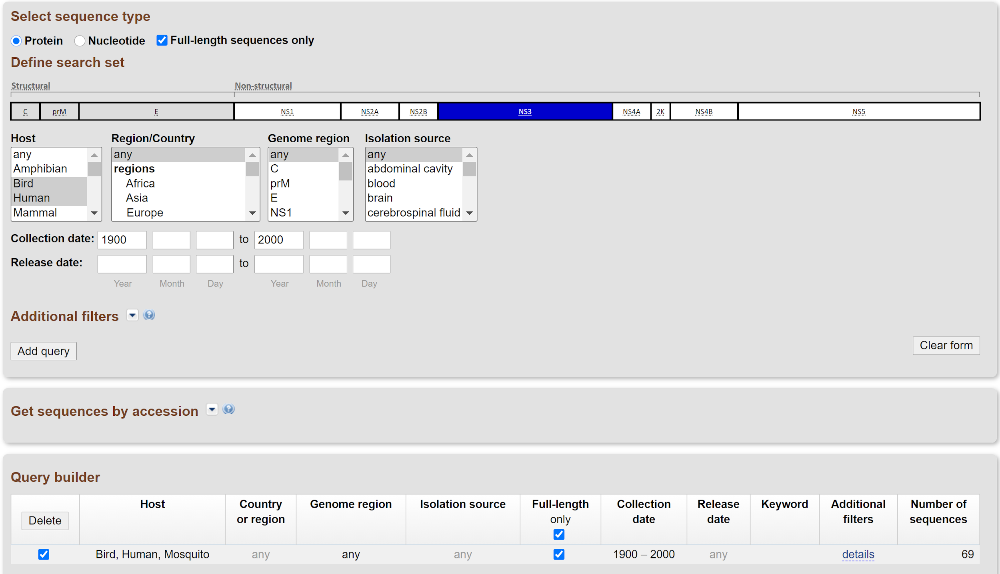 Select sequence type
Protein Nucleotide Full-length sequences only
Define search set
Structural Non-structural
C prM E NS1 NS2A NS2B NS3 NS4A 2K NS4B NS5
Host Region/Country Genome region Isolation source
any any any any
Amphibian regions C abdominal cavity
Bird Africa prM blood
Human Asia E brain
Mammal Europe NS1 cerebrospinal fluid
Collection date: 1900 to 2000
Release date: to
Year Month Day Year Month Day
Additional filters ?
Add query Clear form
Get sequences by accession ?
Query builder
Delete Host Country or region Genome region Isolation source Full-length only Collection date Release date Keyword Additional filters Number of sequences
Bird, Human, Mosquito any any any 1900 – 2000 any details 69